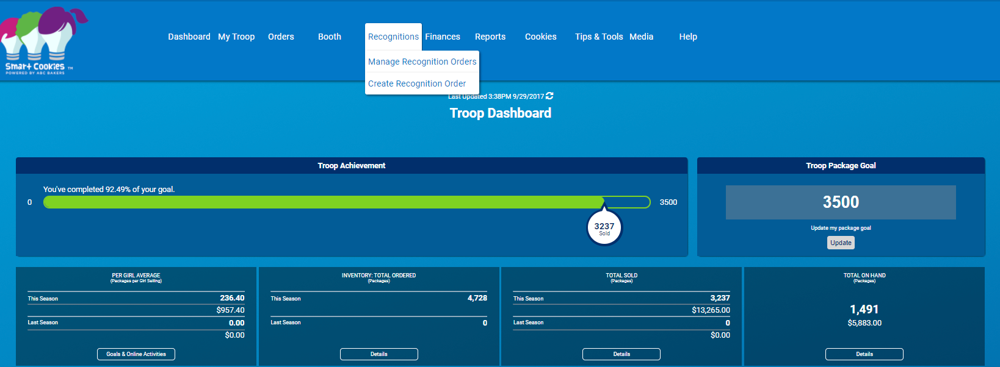 Smart Cookies ™
POWERED BY ABC BAKERS
Dashboard My Troop Orders Booth Recognitions Finances Reports Cookies Tips & Tools Media Help
Manage Recognition Orders
Create Recognition Order
Last Updated 3:38PM 9/29/2017
Troop Dashboard
Troop Achievement
You've completed 92.49% of your goal.
0
3500
3237
Sold
Troop Package Goal
3500
Update my package goal
Update
PER GIRL AVERAGE
(Packages per Girl Selling)
This Season 236.40
$957.40
Last Season 0.00
$0.00
Goals & Online Activities
INVENTORY: TOTAL ORDERED
(Packages)
This Season 4,728
Last Season 0
Details
TOTAL SOLD
(Packages)
This Season 3,237
$13,265.00
Last Season 0
$0.00
Details
TOTAL ON HAND
(Packages)
1,491
$5,883.00
Details